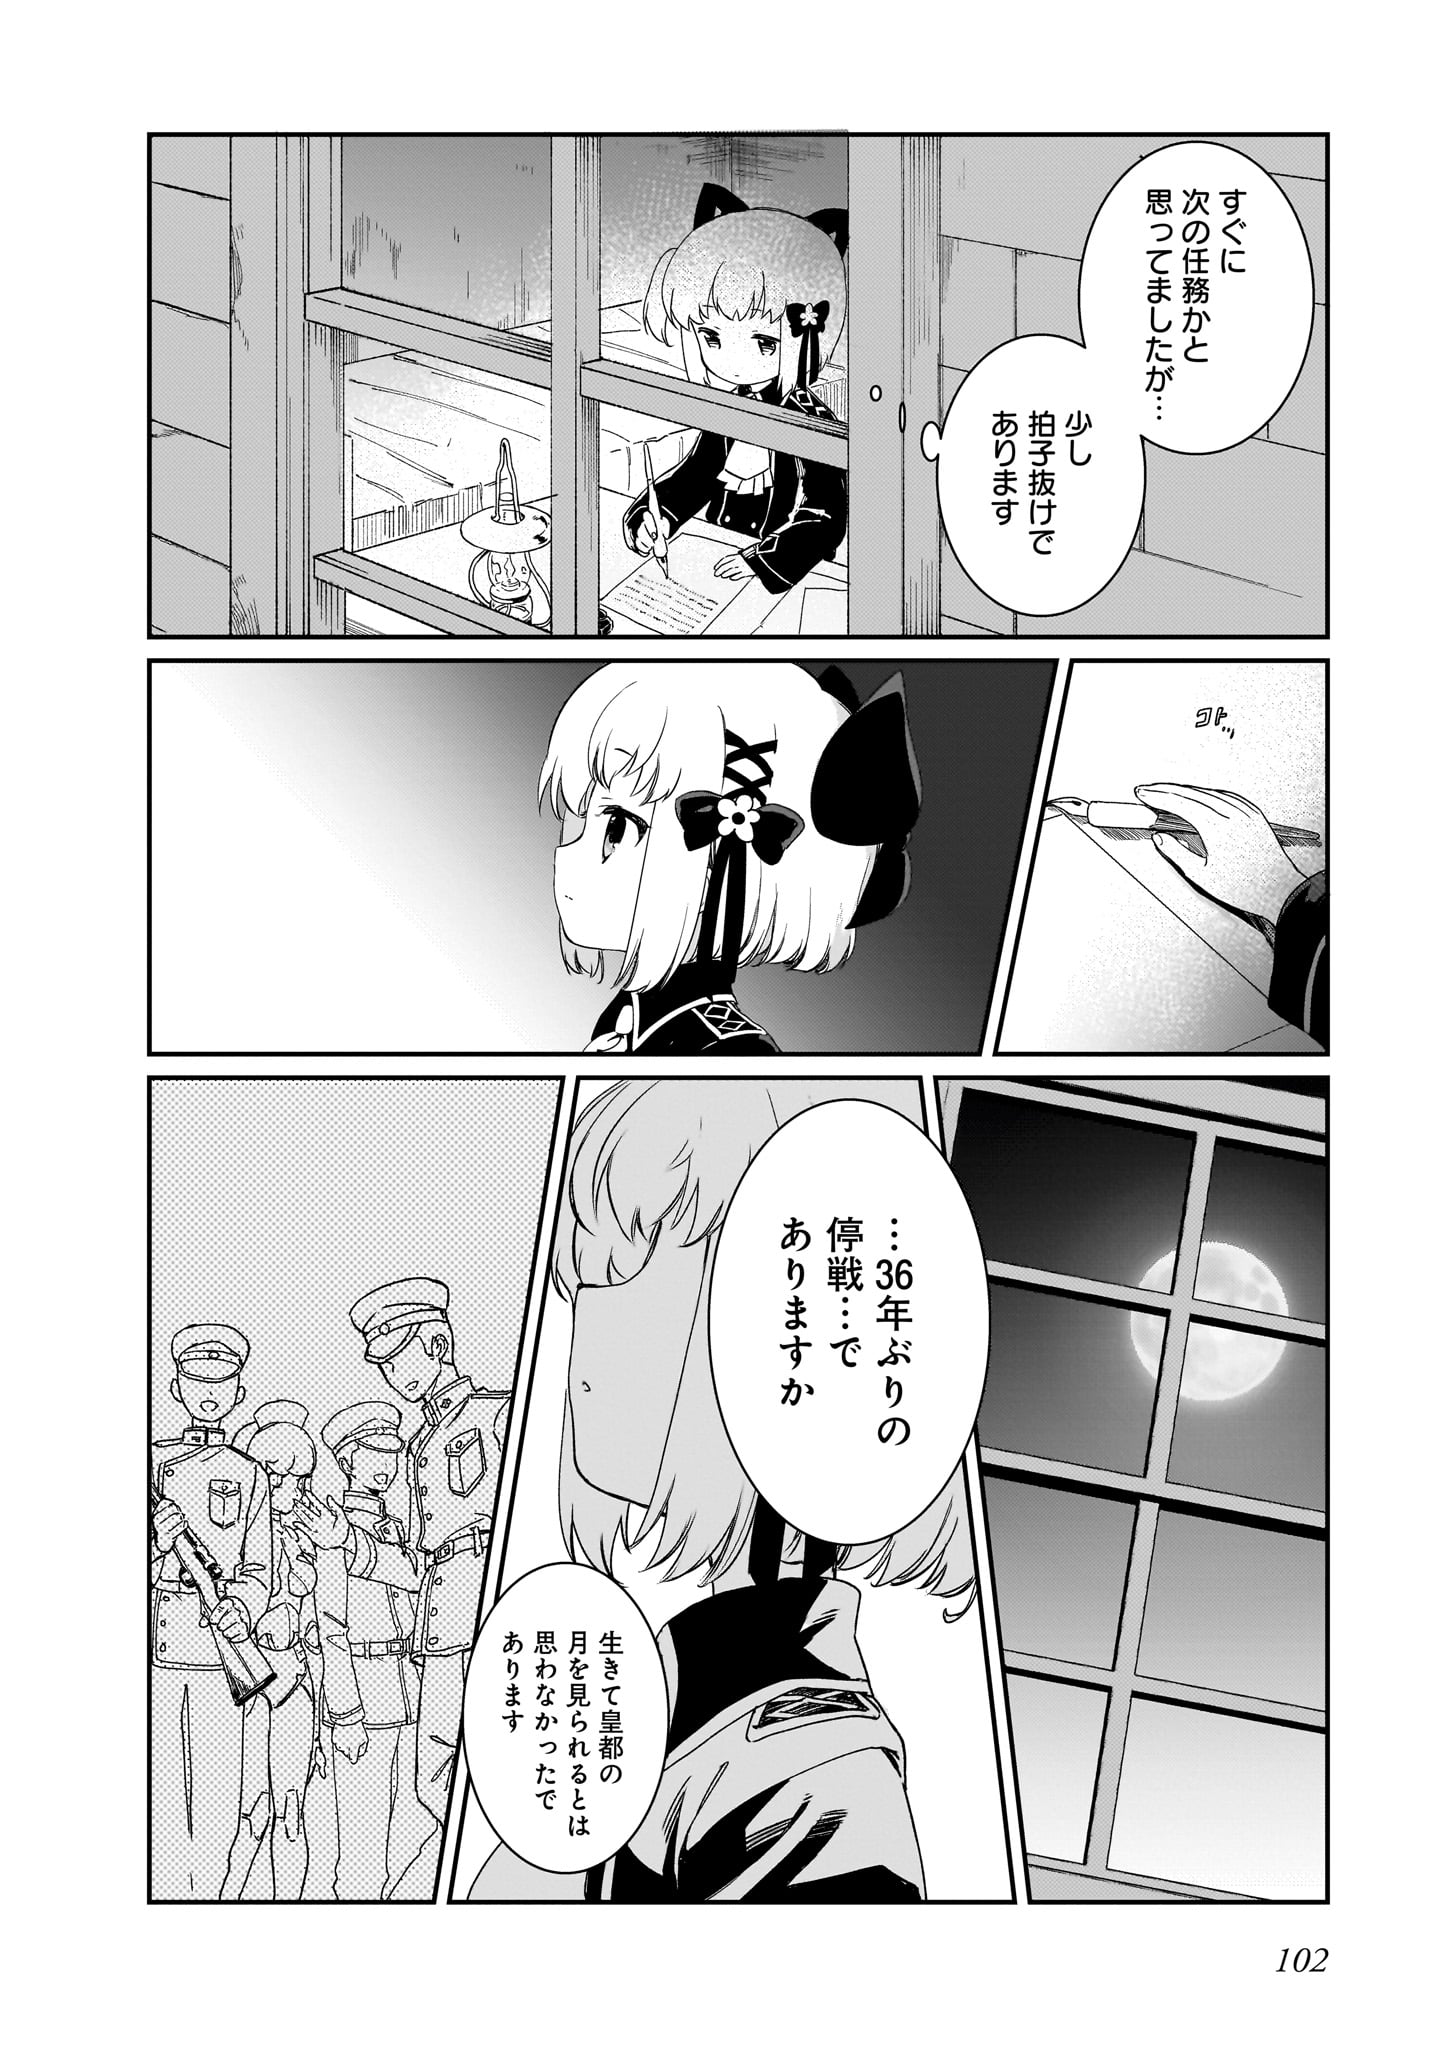 すぐに
次の任務かと
思ってましたが…
少し
拍子抜けで
あります
コトッ
…36年ぶりの
停戦…で
ありますか
生きて皇都の
月を見られるとは
思わなかったで
あります
102